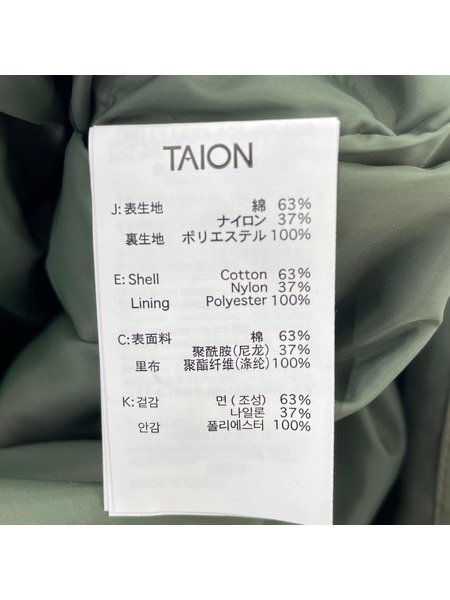 TAION
J: 表生地 綿 63%
ナイロン 37%
裏生地 ポリエステル 100%
E: Shell Cotton 63%
Nylon 37%
Lining Polyester 100%
C: 表面料 棉 63%
聚酰胺(尼龙) 37%
里布 聚酯纤维(涤纶) 100%
K: 겉감 면 ( 조성) 63%
나일론 37%
안감 폴리에스터 100%